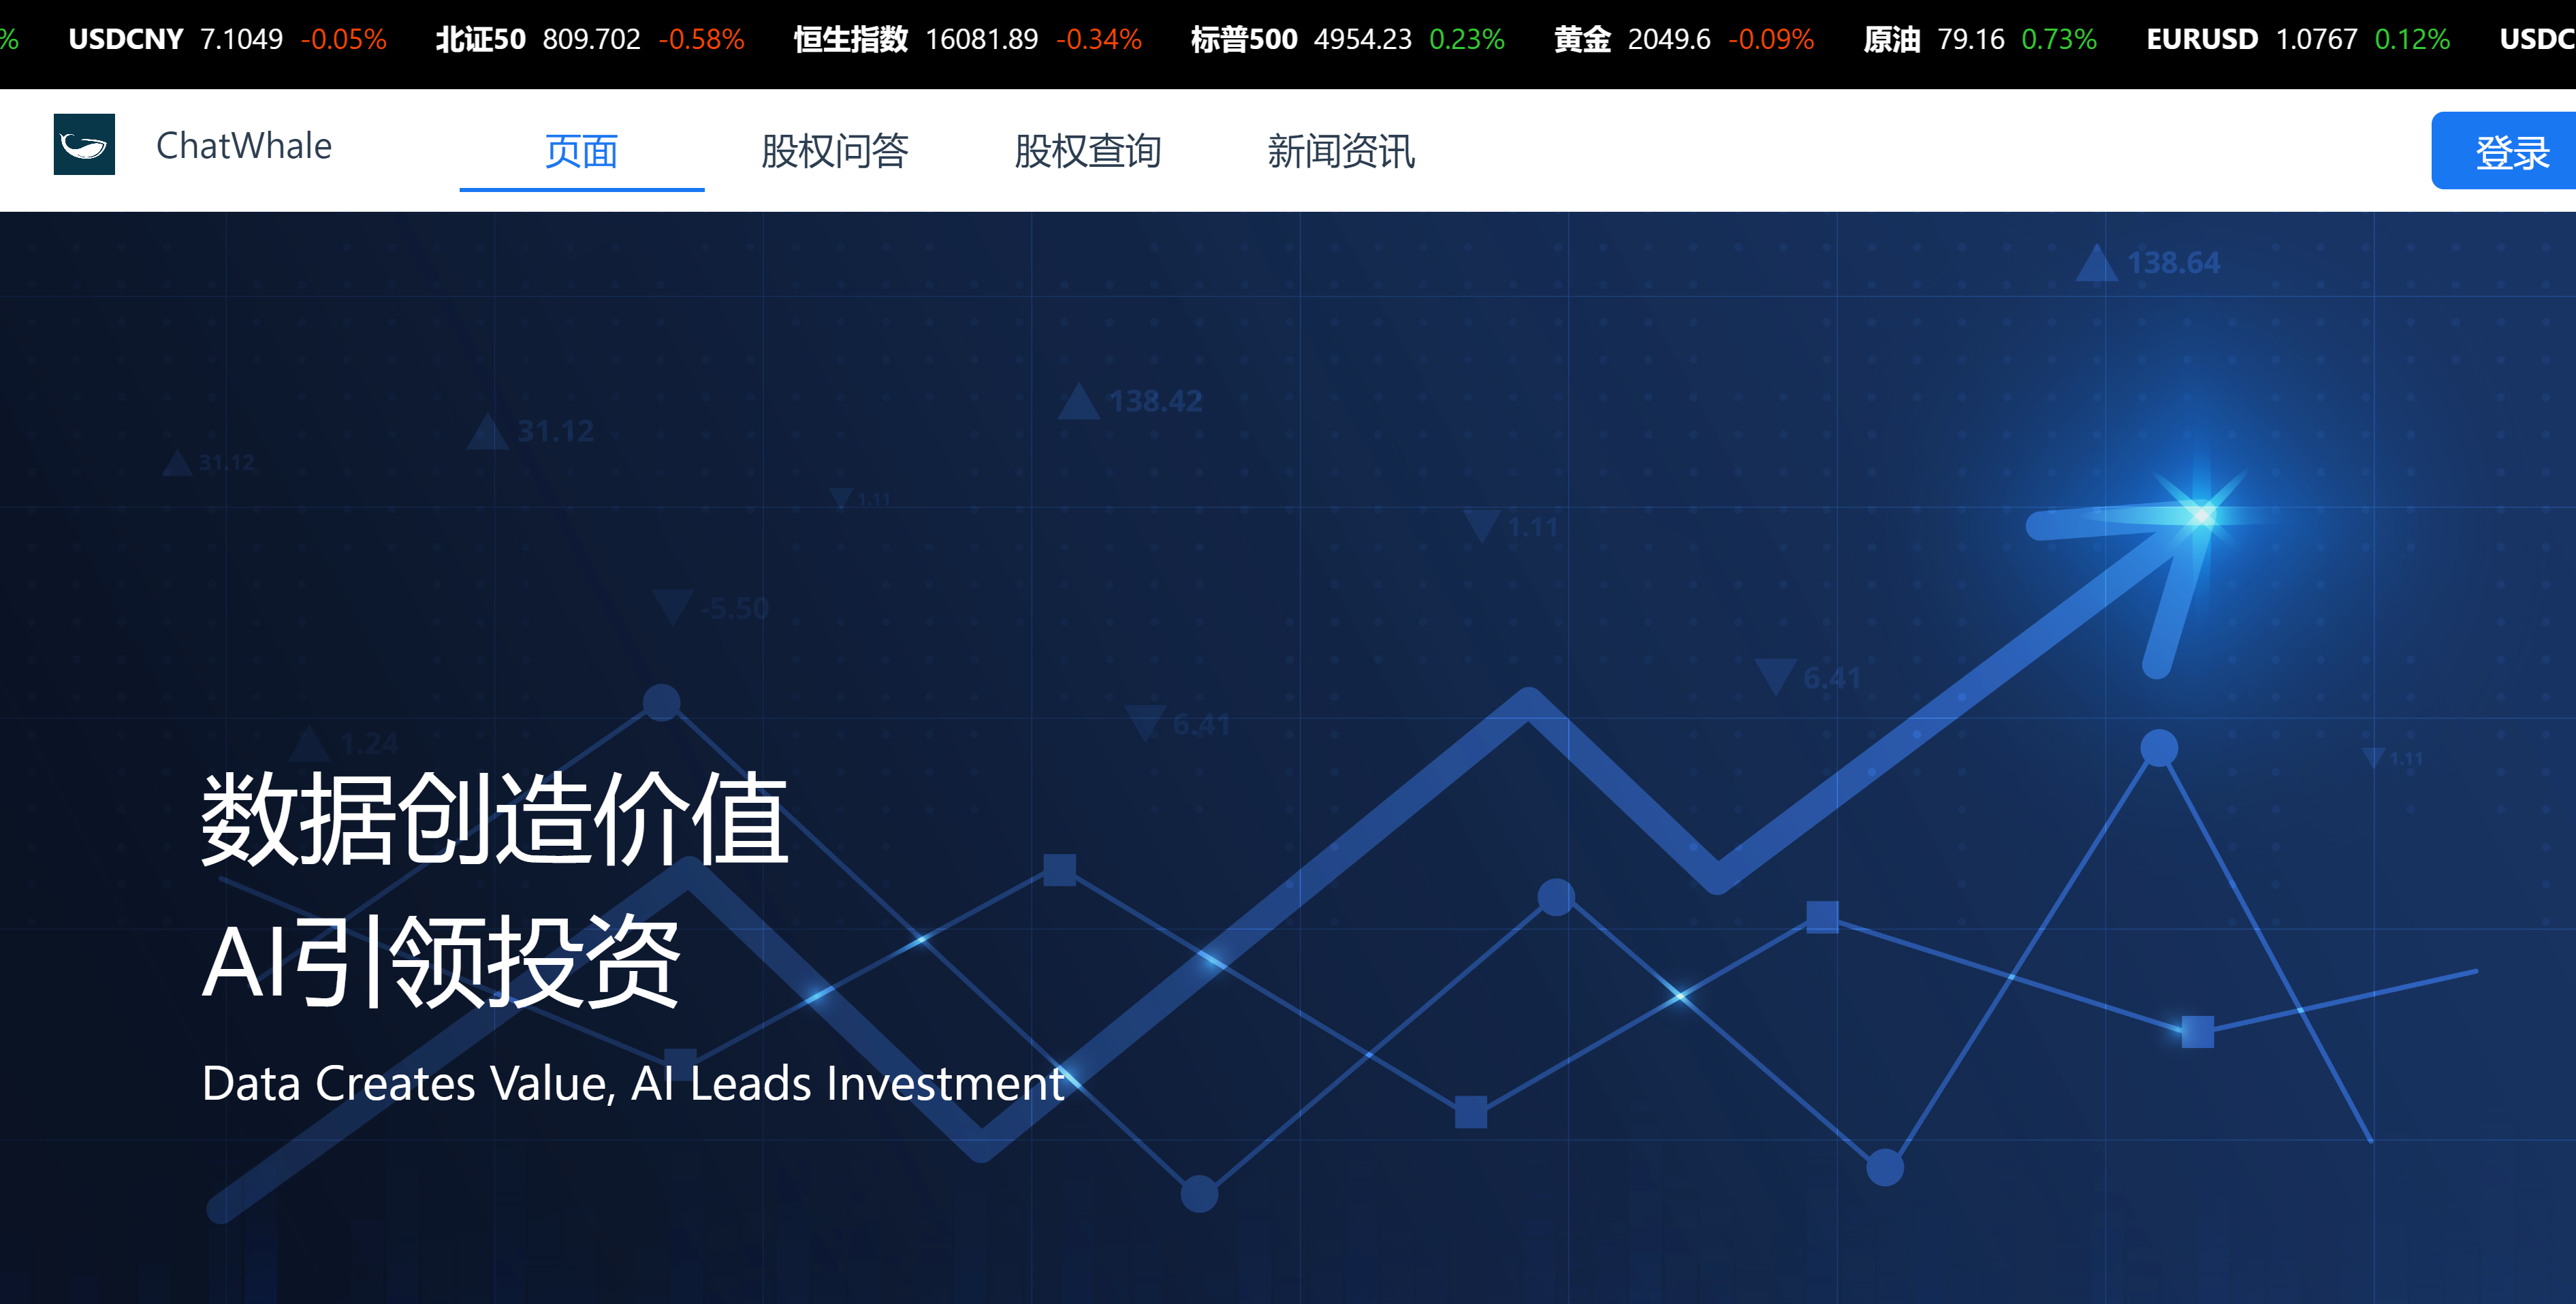 % USDCNY 7.1049 -0.05% 北证50 809.702 -0.58% 恒生指数 16081.89 -0.34% 标普500 4954.23 0.23% 黄金 2049.6 -0.09% 原油 79.16 0.73% EURUSD 1.0767 0.12% USDC
ChatWhale 页面 股权问答 股权查询 新闻资讯 登录
138.64
138.42
31.12
31.12
1.11
1.11
-5.50
6.41
6.41
1.24
1.11
数据创造价值
AI引领投资
Data Creates Value, AI Leads Investment